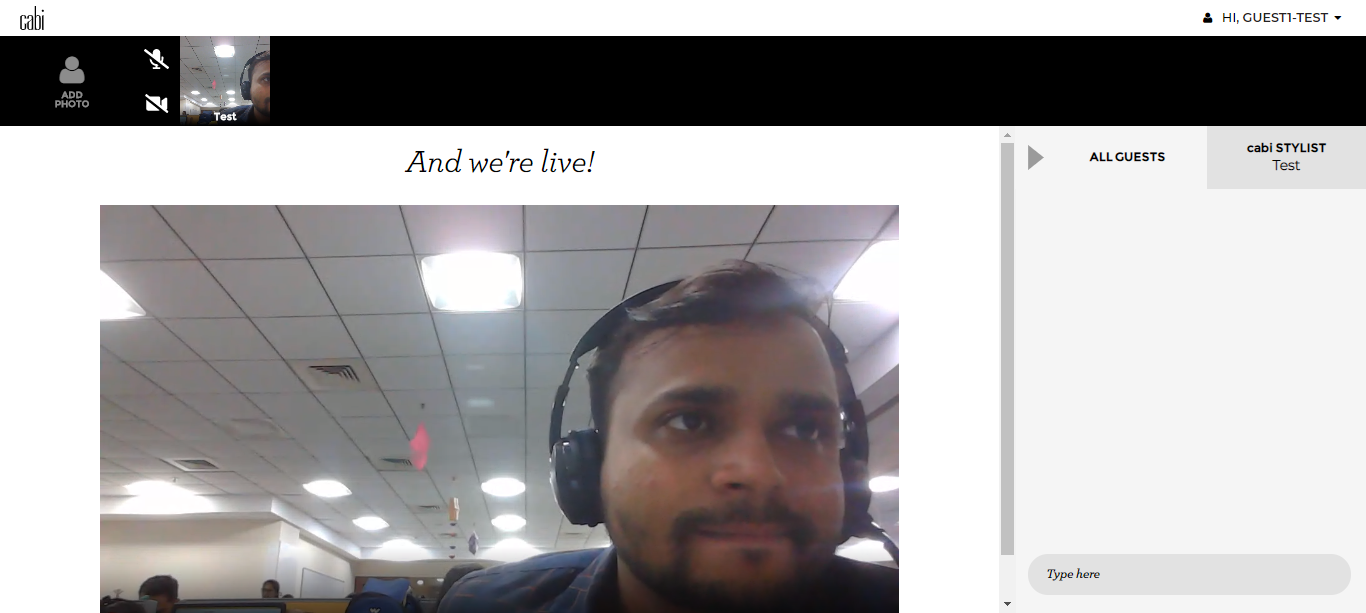 cabi
HI, GUEST1-TEST
ADD
PHOTO
Test
And we're live!
ALL GUESTS
cabi STYLIST
Test
Type here